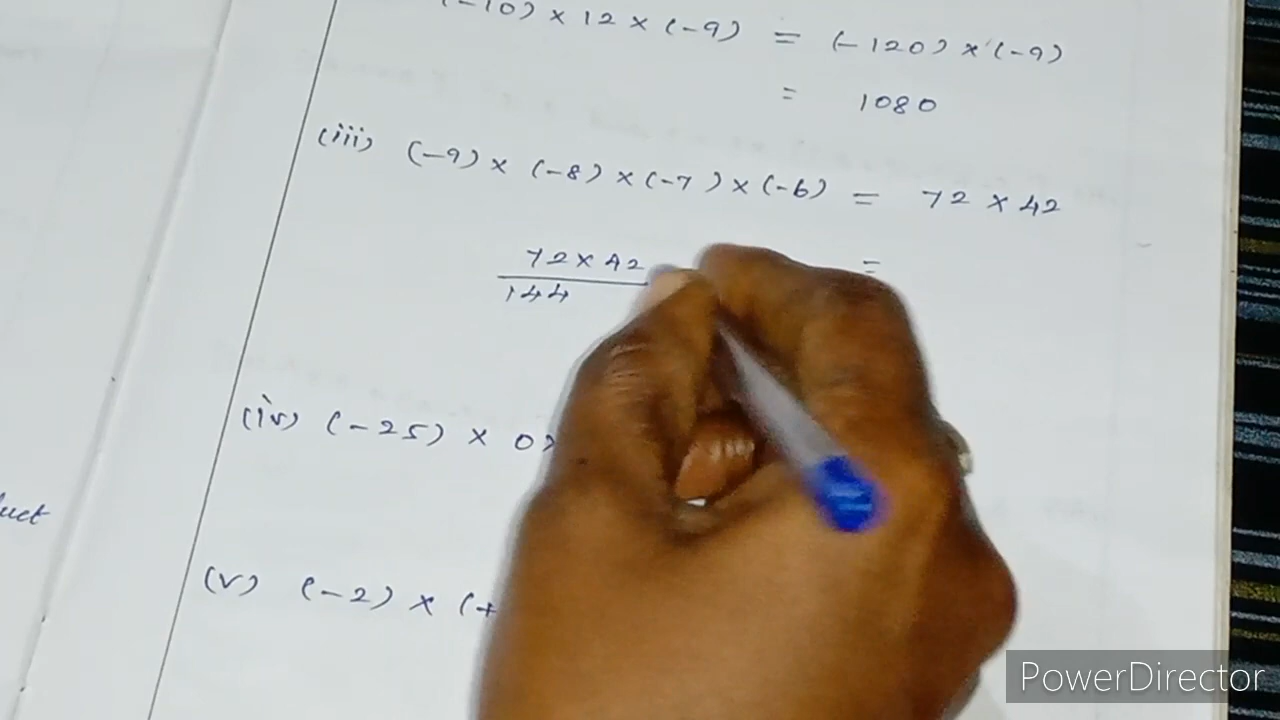 (-10) × 12 × (-9) = (-120) × (-9)
= 1080
(iii) (-9) × (-8) × (-7) × (-6) = 72 × 42
=
72 × 42
144
(iv) (-25) × 0
(v) (-2) × (+
PowerDirector